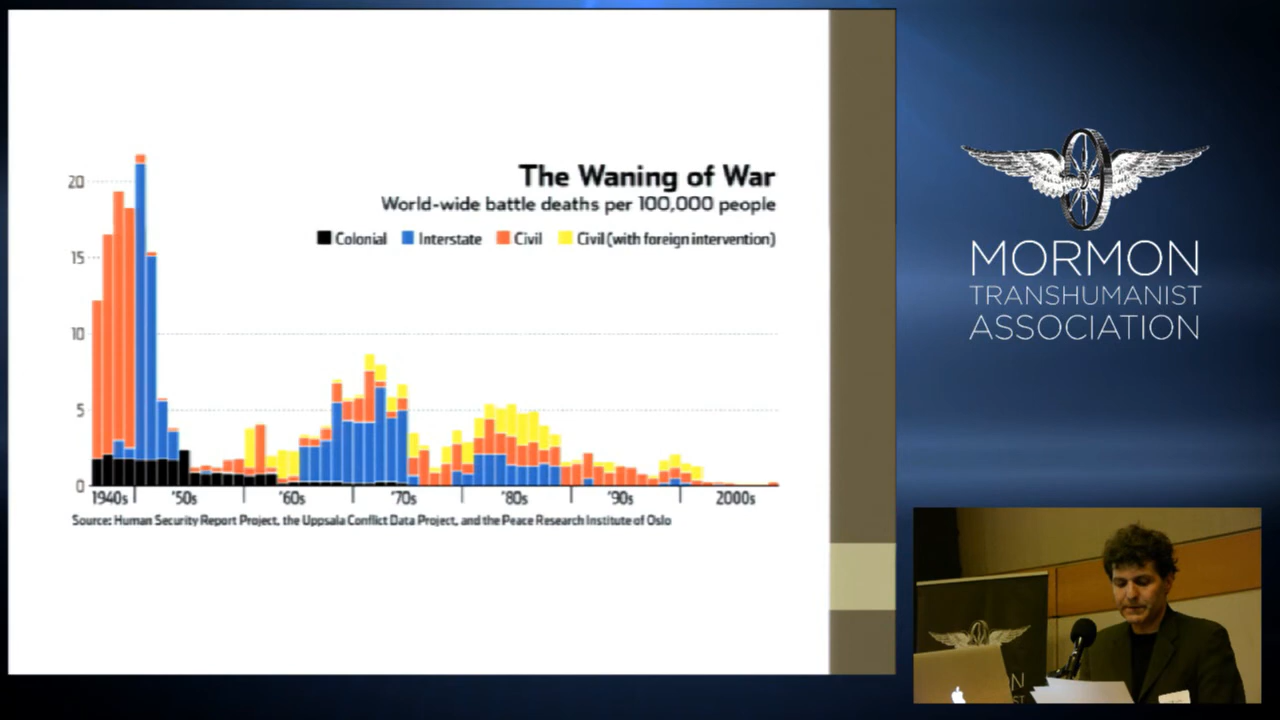 The Waning of War
World-wide battle deaths per 100,000 people
Colonial Interstate Civil Civil (with foreign intervention)
20
15
10
5
0
1940s '50s '60s '70s '80s '90s 2000s
Source: Human Security Report Project, the Uppsala Conflict Data Project, and the Peace Research Institute of Oslo
MORMON
TRANSHUMANIST
ASSOCIATION